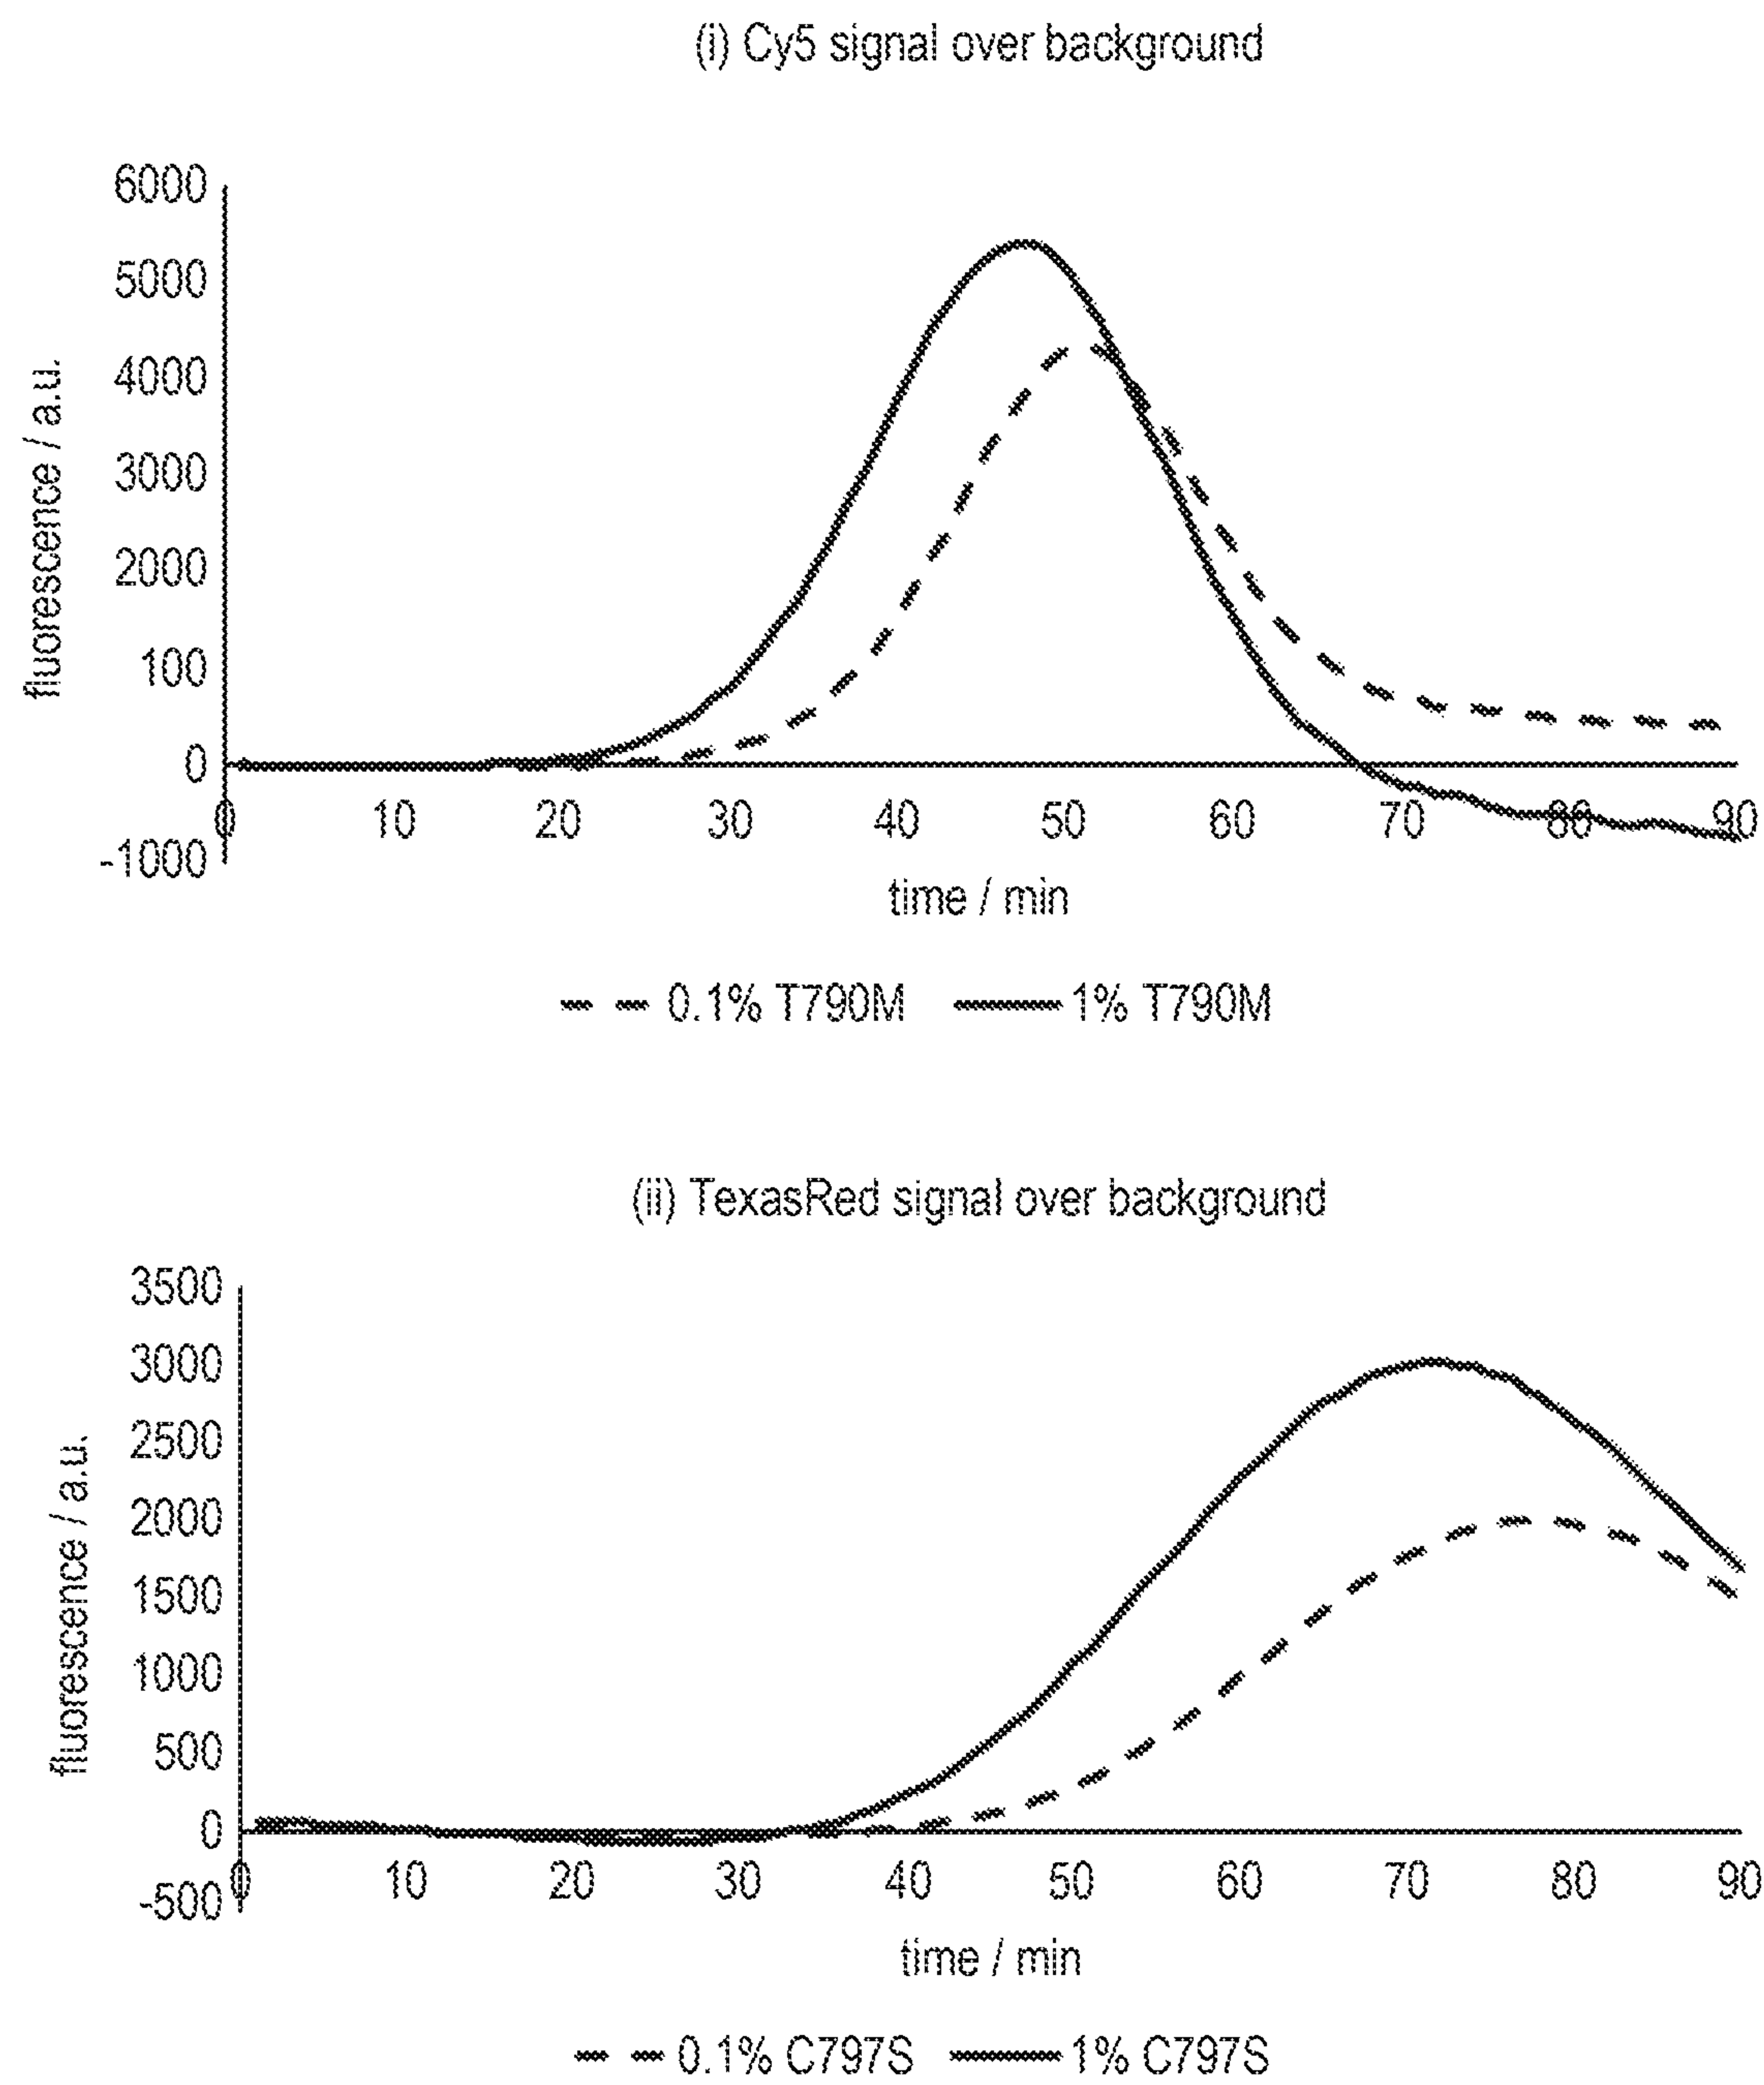 (i) Cy5 signal over background
6000
5000
4000
3000
2000
100
0
-1000
fluorescence / a.u.
0 10 20 30 40 50 60 70 80 90
time / min
0.1% T790M 1% T790M
(ii) TexasRed signal over background
3500
3000
2500
2000
1500
1000
500
0
-500
fluorescence / a.u.
0 10 20 30 40 50 60 70 80 90
time / min
0.1% C797S 1% C797S